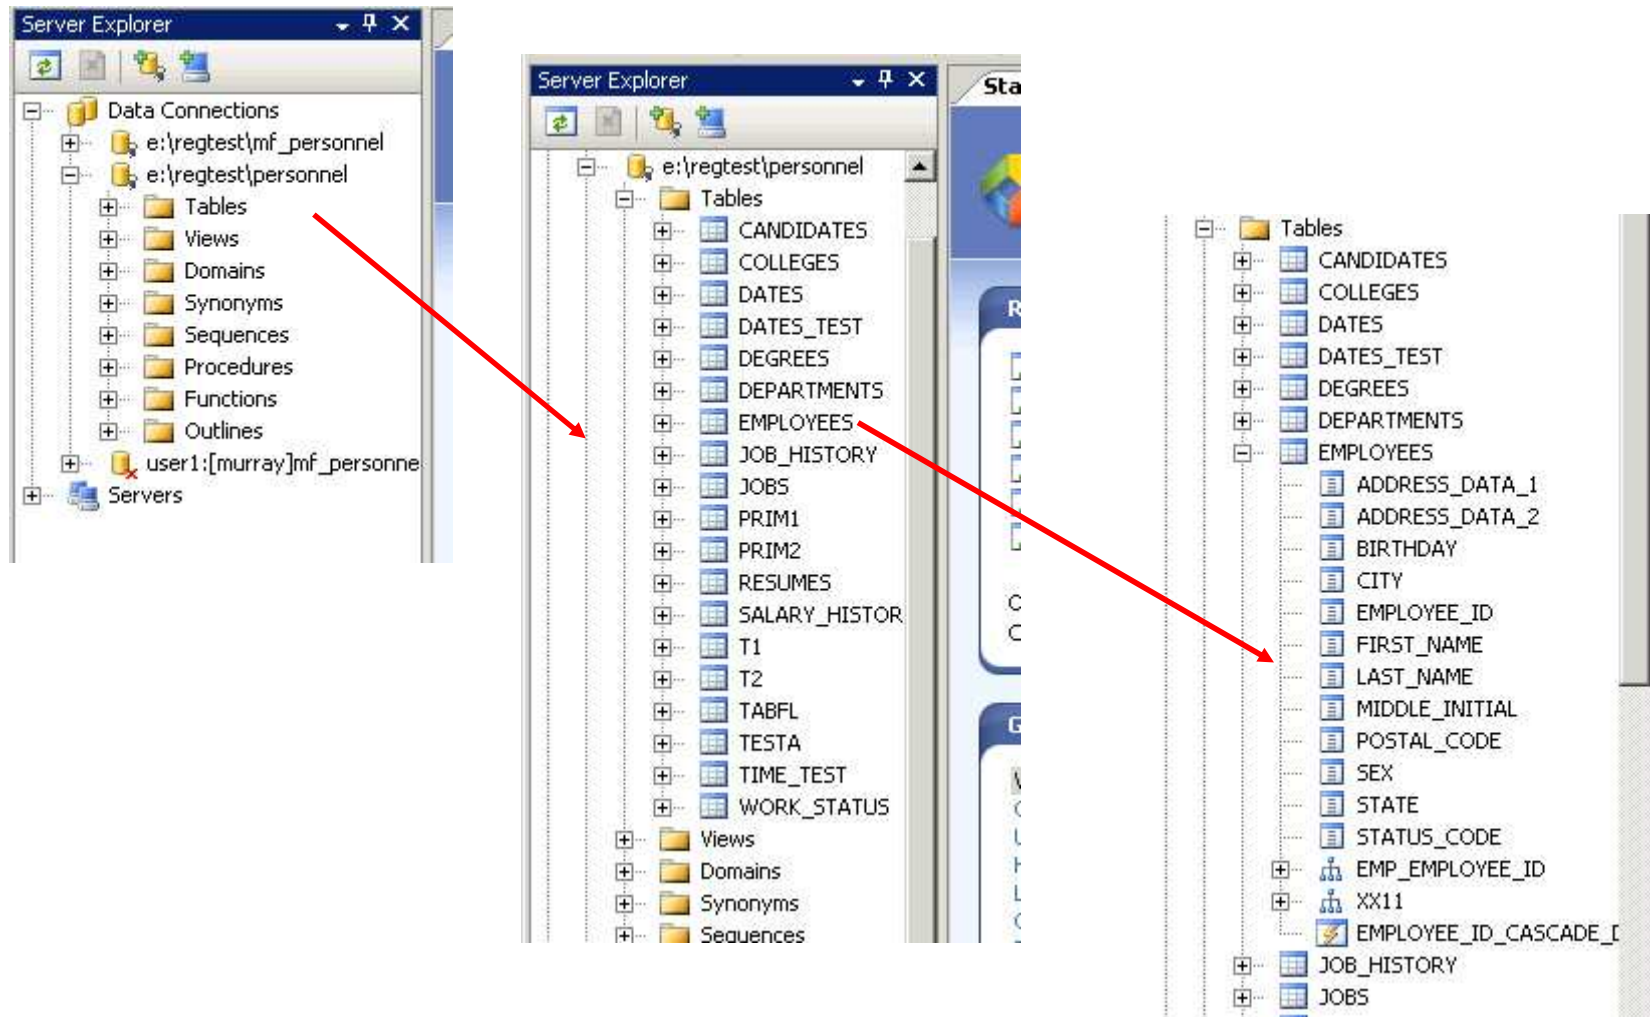 Server Explorer
Data Connections
e:\regtest\mf_personnel
e:\regtest\personnel
Tables
Views
Domains
Synonyms
Sequences
Procedures
Functions
Outlines
user1:[murray]mf_personne
Servers
Server Explorer
Sta
e:\regtest\personnel
Tables
CANDIDATES
COLLEGES
DATES
DATES_TEST
DEGREES
DEPARTMENTS
EMPLOYEES
JOB_HISTORY
JOBS
PRIM1
PRIM2
RESUMES
SALARY_HISTOR
T1
T2
TABFL
TESTA
TIME_TEST
WORK_STATUS
Views
Domains
Synonyms
Sequences
Tables
CANDIDATES
COLLEGES
DATES
DATES_TEST
DEGREES
DEPARTMENTS
EMPLOYEES
ADDRESS_DATA_1
ADDRESS_DATA_2
BIRTHDAY
CITY
EMPLOYEE_ID
FIRST_NAME
LAST_NAME
MIDDLE_INITIAL
POSTAL_CODE
SEX
STATE
STATUS_CODE
EMP_EMPLOYEE_ID
XX11
EMPLOYEE_ID_CASCADE_D
JOB_HISTORY
JOBS